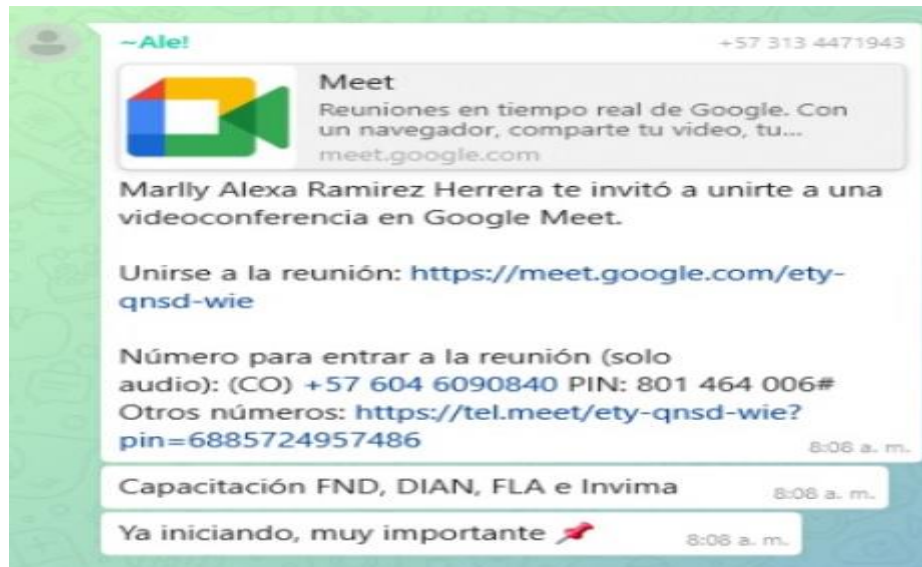 ~Ale!
+57 313 4471943
Meet
Reuniones en tiempo real de Google. Con
un navegador, comparte tu video, tu...
meet.google.com
Marlly Alexa Ramirez Herrera te invitó a unirte a una
videoconferencia en Google Meet.
Unirse a la reunión: https://meet.google.com/ety-
qnsd-wie
Número para entrar a la reunión (solo
audio): (CO) +57 604 6090840 PIN: 801 464 006#
Otros números: https://tel.meet/ety-qnsd-wie?
pin=6885724957486
8:08 a. m.
Capacitación FND, DIAN, FLA e Invima
8:08 a. m.
Ya iniciando, muy importante 📌
8:08 a. m.